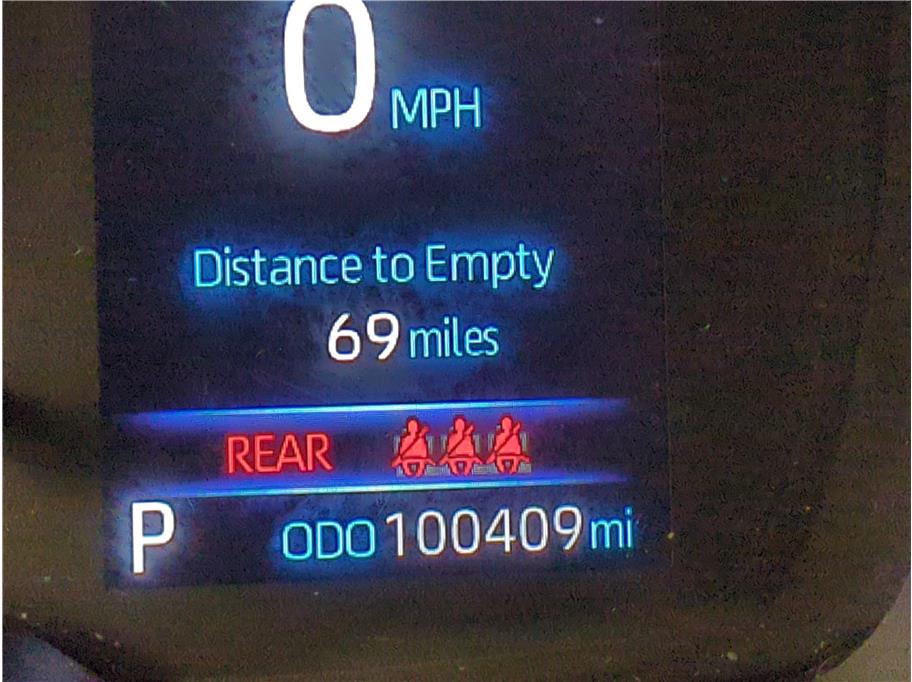 0 MPH
Distance to Empty
69 miles
REAR
P ODO 100409 mi